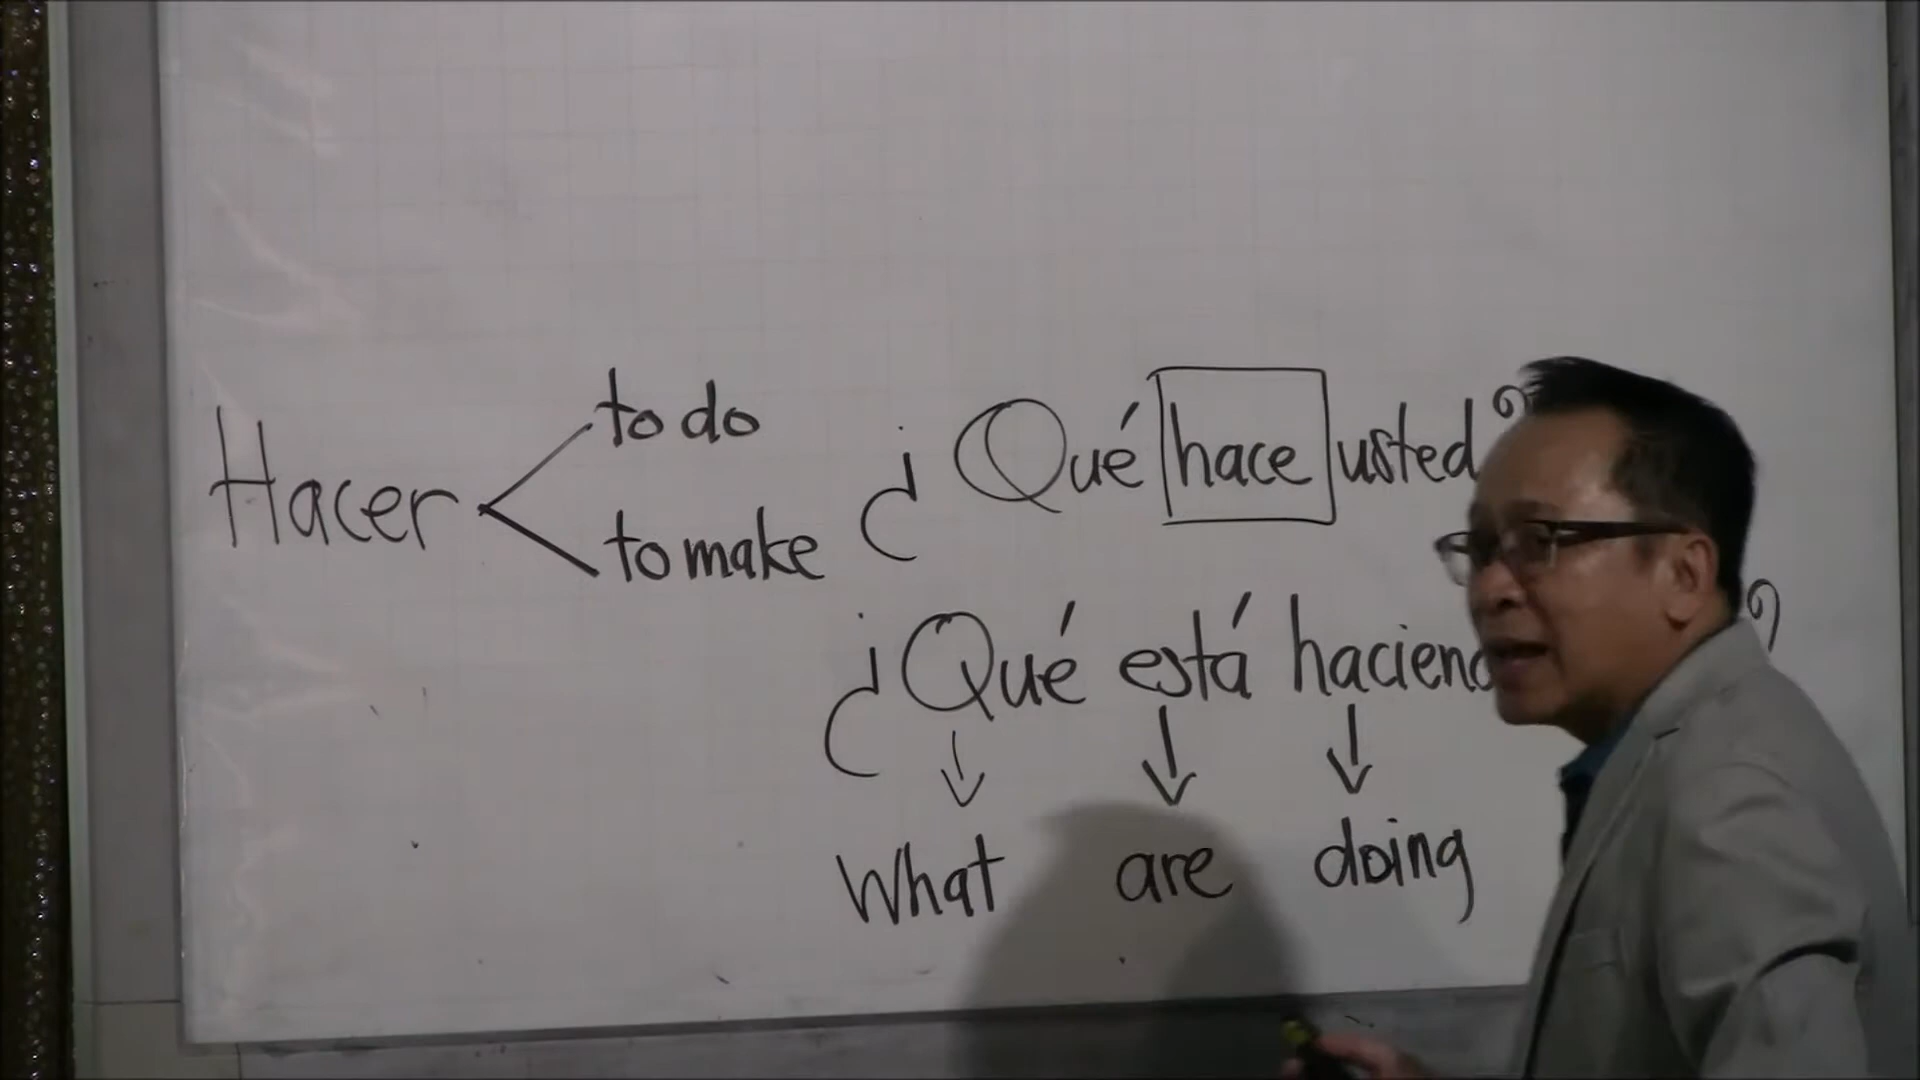 Hacer
to do
to make
¿Qué hace usted?
¿Qué está haciend ?
What are doing